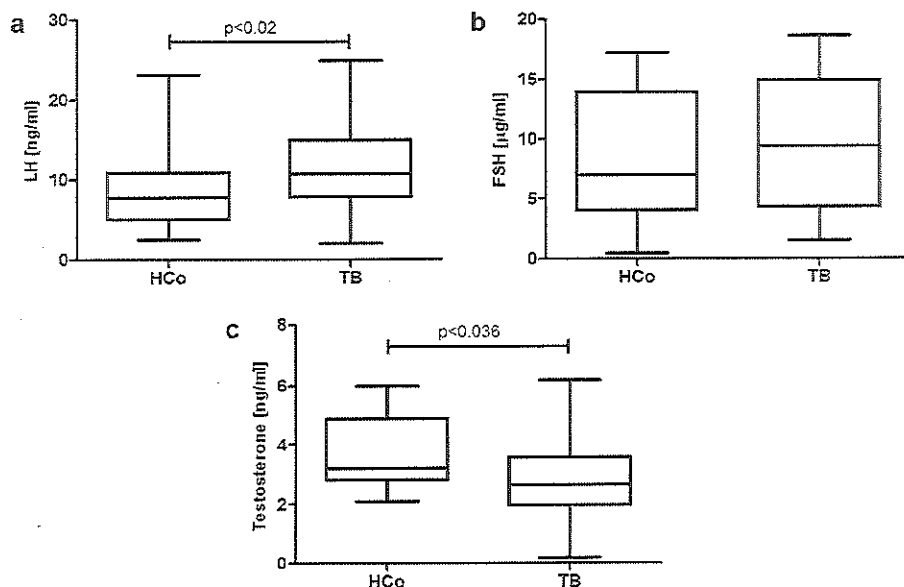 a
30
20
10
0
LH [ng/ml]
p<0.02
HCo
TB
b
20
15
10
5
0
FSH [µg/ml]
HCo
TB
c
8
6
4
2
0
Testosterone [ng/ml]
p<0.036
HCo
TB